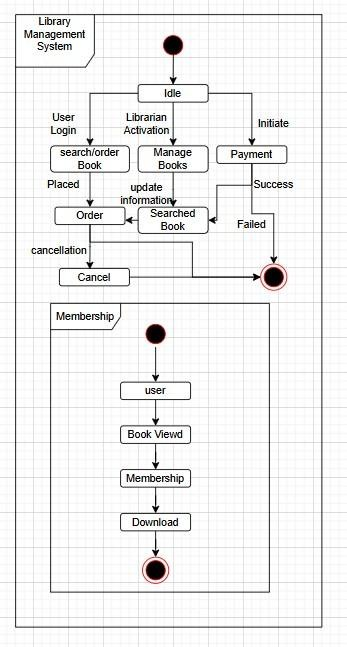 Library
Management
System
Idle
User
Login
Librarian
Activation
Initiate
search/order
Book
Manage
Books
Payment
Placed
update
information
Success
Order
Searched
Book
Failed
cancellation
Cancel
Membership
user
Book Viewd
Membership
Download